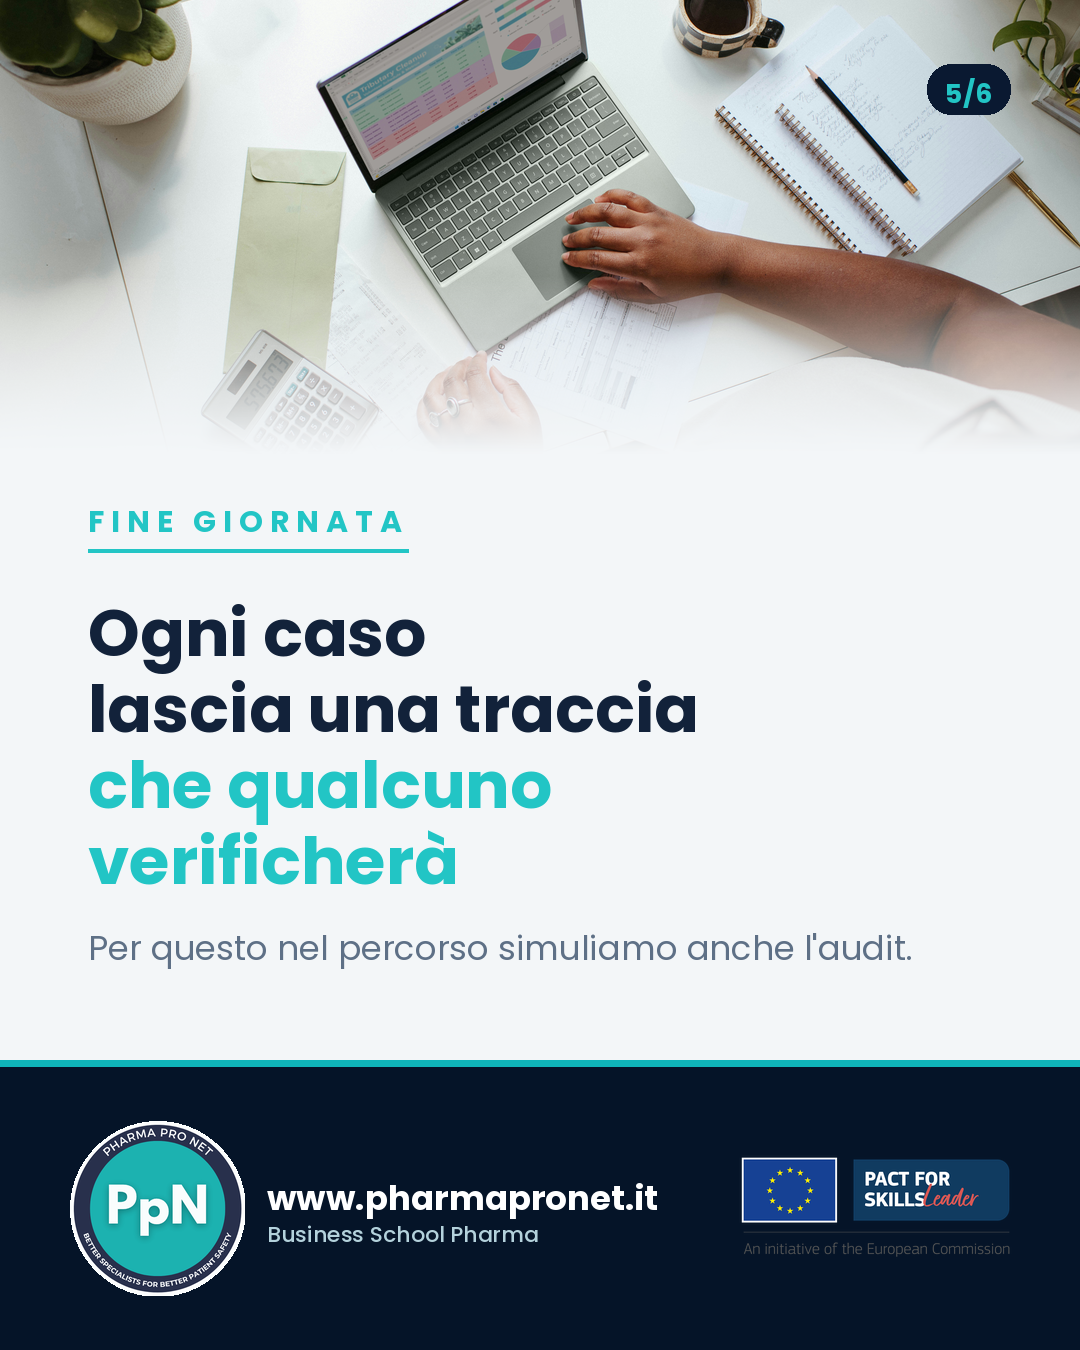 Tributary Cleanse
5/6
FINE GIORNATA
Ogni caso
lascia una traccia
che qualcuno
verificherà
Per questo nel percorso simuliamo anche l'audit.
PHARMA PRO NET
PpN
BETTER SPECIALISTS FOR BETTER PATIENT SAFETY
www.pharmapronet.it
Business School Pharma
PACT FOR
SKILLS Leader
An initiative of the European Commission